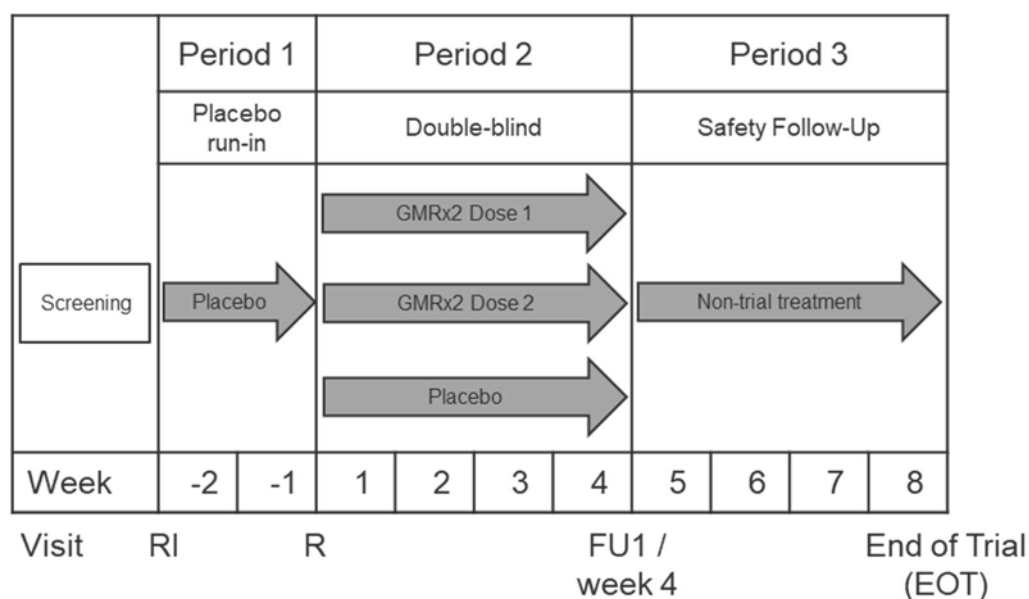 Period 1
Period 2
Period 3
Placebo
run-in
Double-blind
Safety Follow-Up
GMRx2 Dose 1
Screening
Placebo
GMRx2 Dose 2
Non-trial treatment
Placebo
Week
-2
-1
1
2
3
4
5
6
7
8
Visit
RI
R
FU1 /
week 4
End of Trial
(EOT)